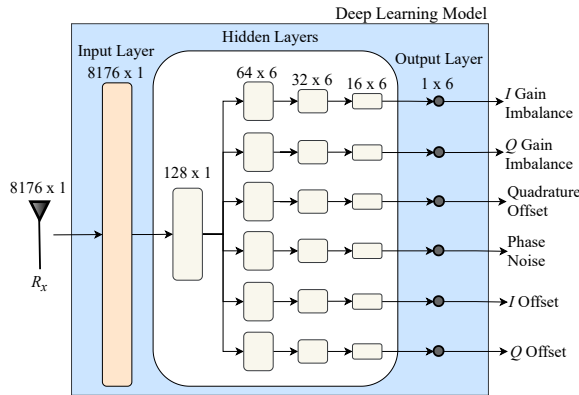 Deep Learning Model
Hidden Layers
Input Layer
8176 x 1
Output Layer
1 x 6
64 x 6
32 x 6
16 x 6
128 x 1
8176 x 1
Rx
I Gain
Imbalance
Q Gain
Imbalance
Quadrature
Offset
Phase
Noise
I Offset
Q Offset